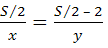 S/2 / x = S/2 − 2 / y